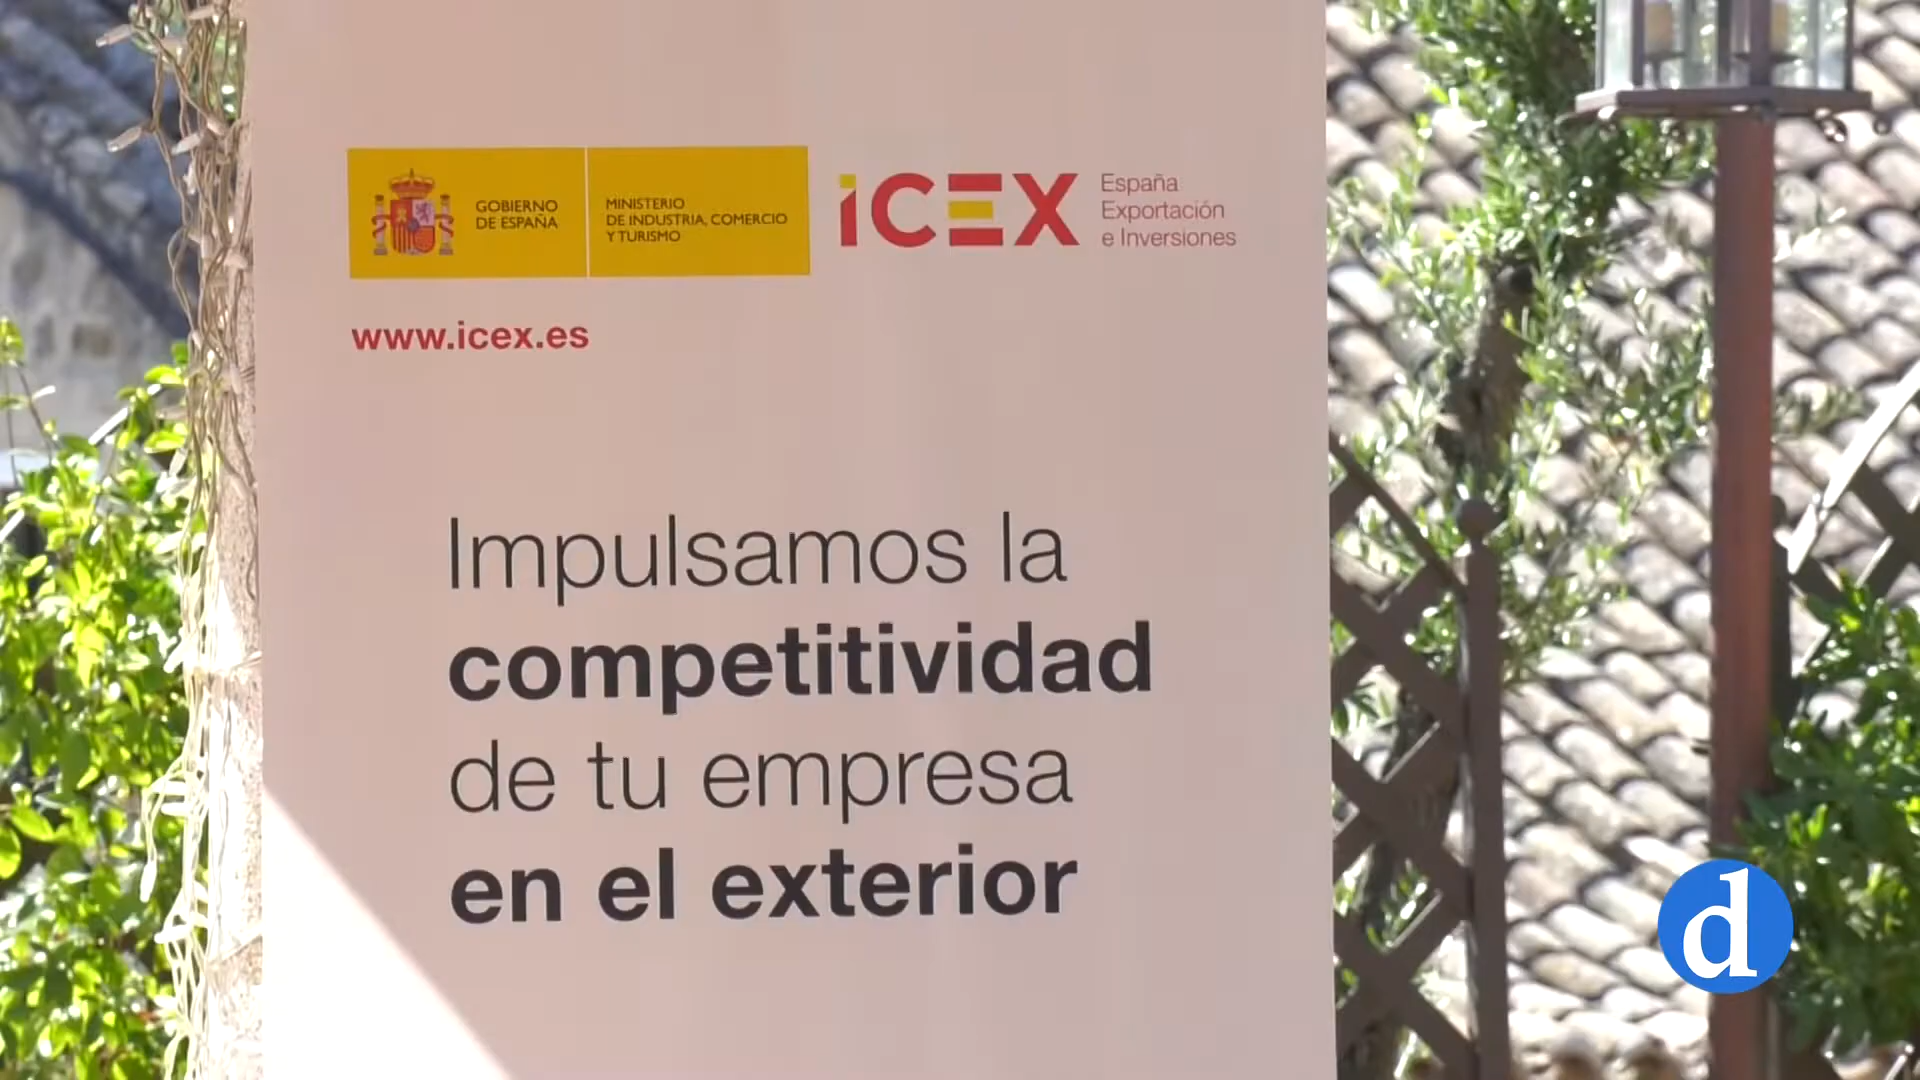 GOBIERNO
DE ESPAÑA
MINISTERIO
DE INDUSTRIA, COMERCIO
Y TURISMO
iCEX
España
Exportación
e Inversiones
www.icex.es
Impulsamos la
competitividad
de tu empresa
en el exterior
d